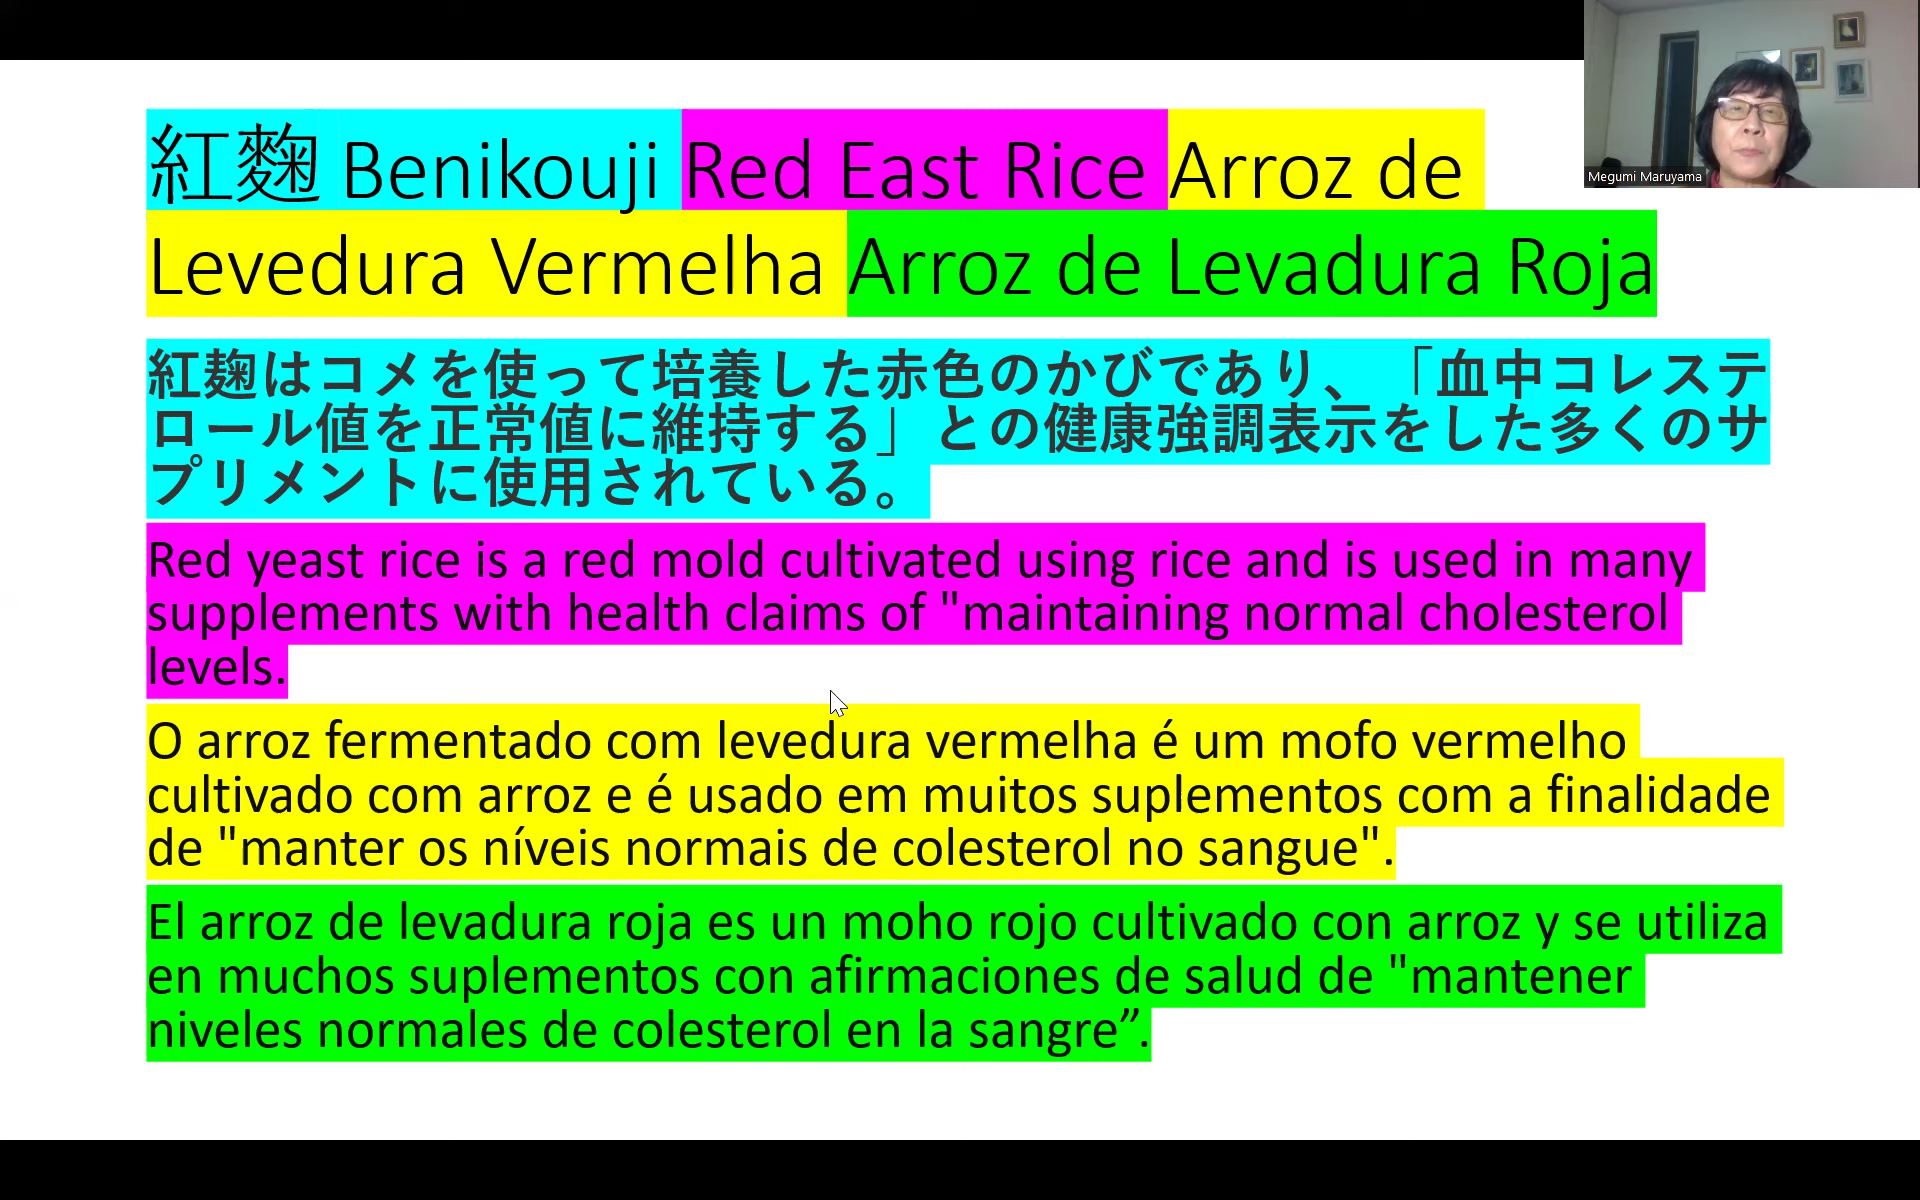 紅麴 Benikouji Red East Rice Arroz de
Levedura Vermelha Arroz de Levadura Roja
紅麹はコメを使って培養した赤色のかびであり、「血中コレステ
ロール値を正常値に維持する」との健康強調表示をした多くのサ
プリメントに使用されている。
Red yeast rice is a red mold cultivated using rice and is used in many
supplements with health claims of "maintaining normal cholesterol
levels.
O arroz fermentado com levedura vermelha é um mofo vermelho
cultivado com arroz e é usado em muitos suplementos com a finalidade
de "manter os níveis normais de colesterol no sangue".
El arroz de levadura roja es un moho rojo cultivado con arroz y se utiliza
en muchos suplementos con afirmaciones de salud de "mantener
niveles normales de colesterol en la sangre”.
Megumi Maruyama